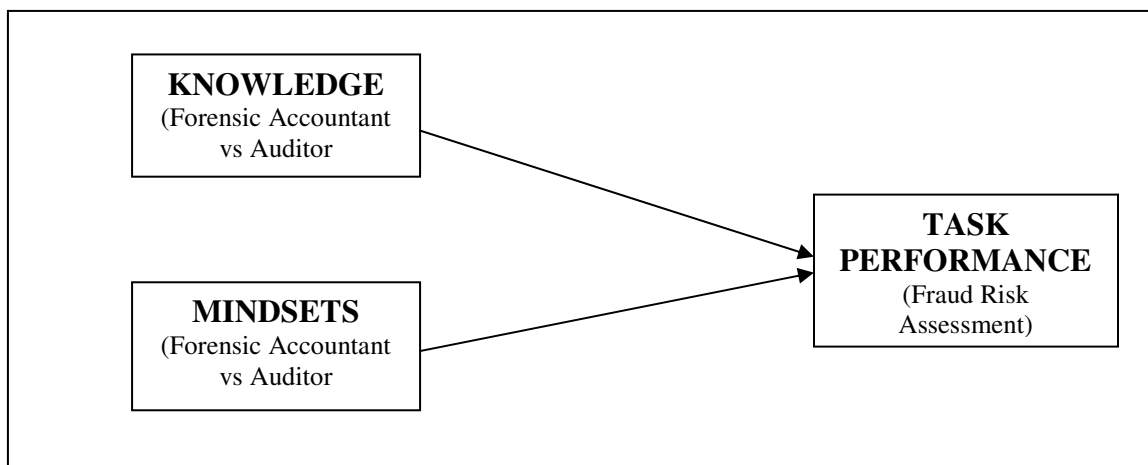 KNOWLEDGE
(Forensic Accountant
vs Auditor
MINDSETS
(Forensic Accountant
vs Auditor
TASK
PERFORMANCE
(Fraud Risk
Assessment)